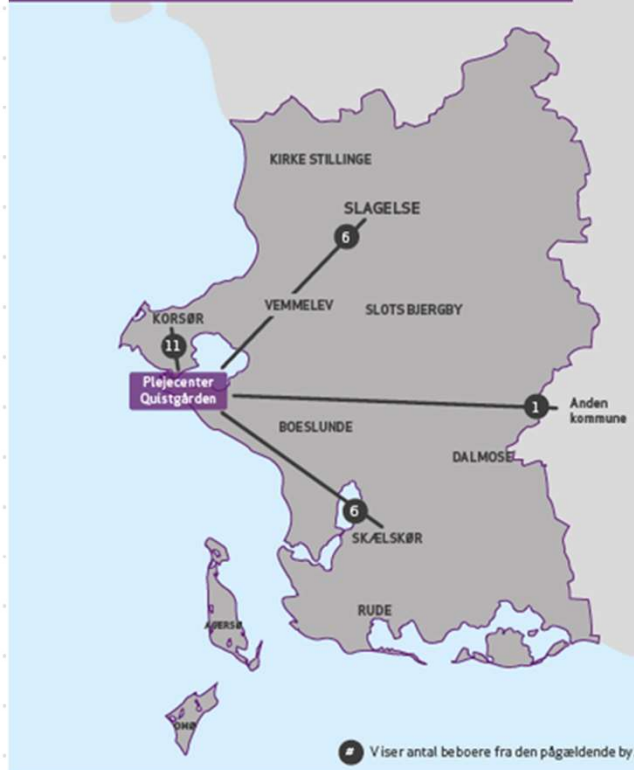 KIRKE STILLINGE
SLAGELSE
6
VEMMELEV
SLOTS BJERGBY
KORSØR
11
Plejecenter
Quistgården
1
Anden
kommune
BOESLUNDE
DALMOSE
6
SKÆLSKØR
RUDE
AGERSØ
OMØ
# Viser antal beboere fra den pågældende by